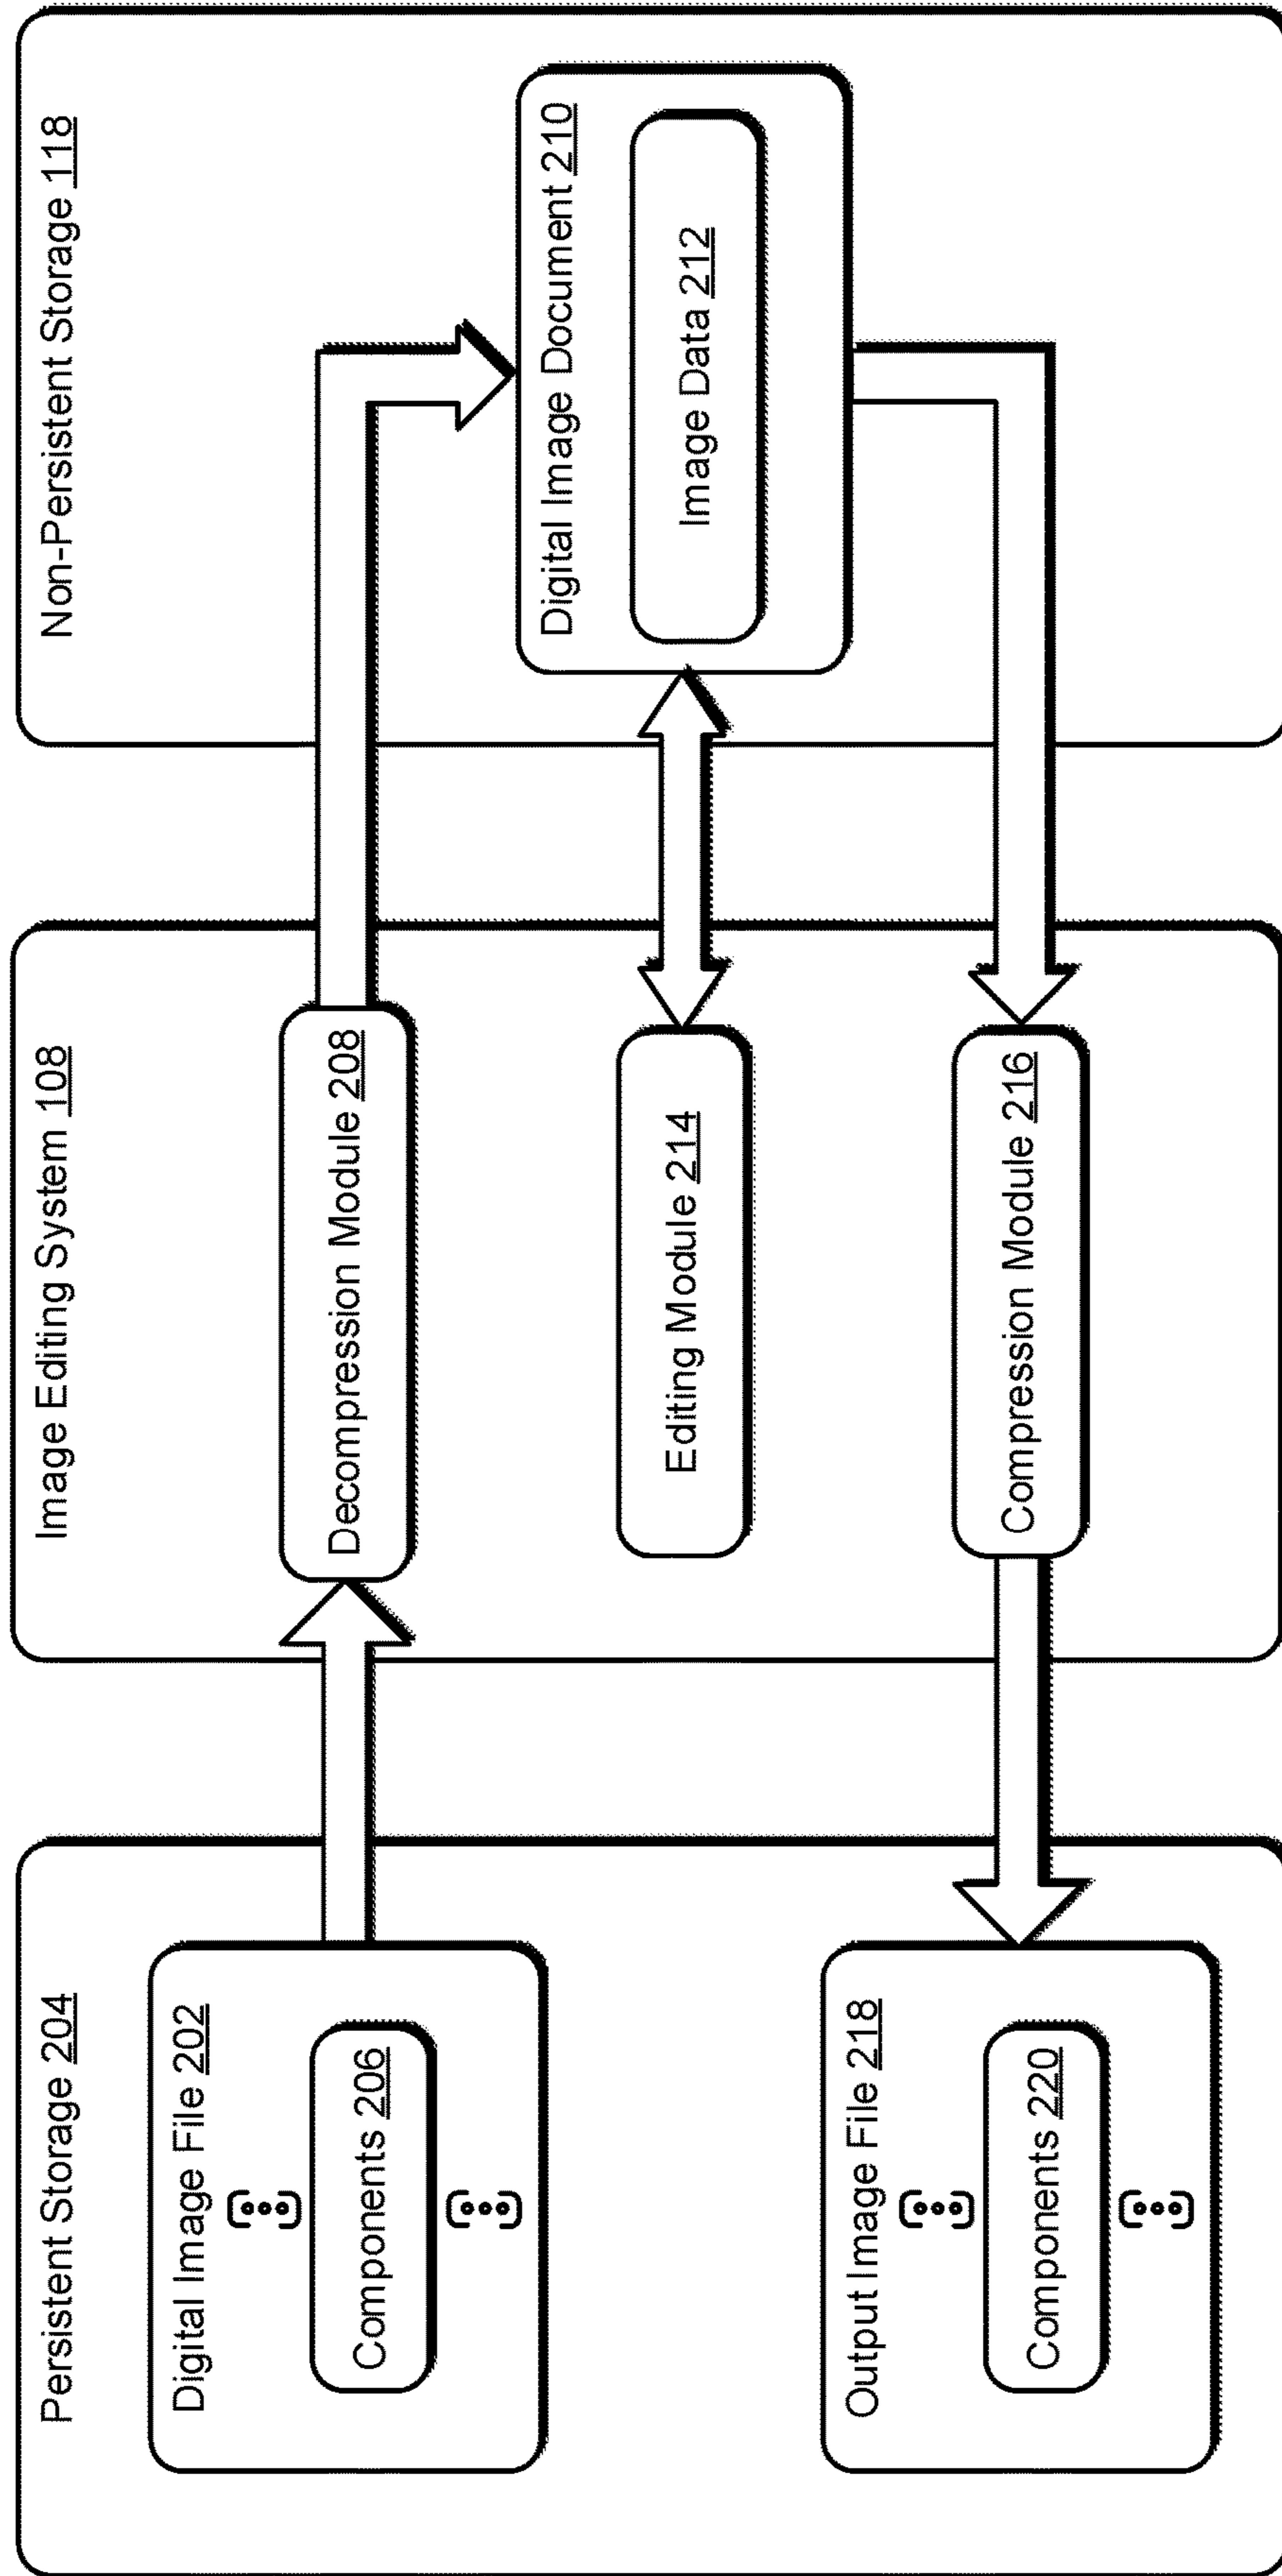 Persistent Storage 204
Digital Image File 202
Components 206
Output Image File 218
Components 220
Image Editing System 108
Decompression Module 208
Editing Module 214
Compression Module 216
Non-Persistent Storage 118
Digital Image Document 210
Image Data 212